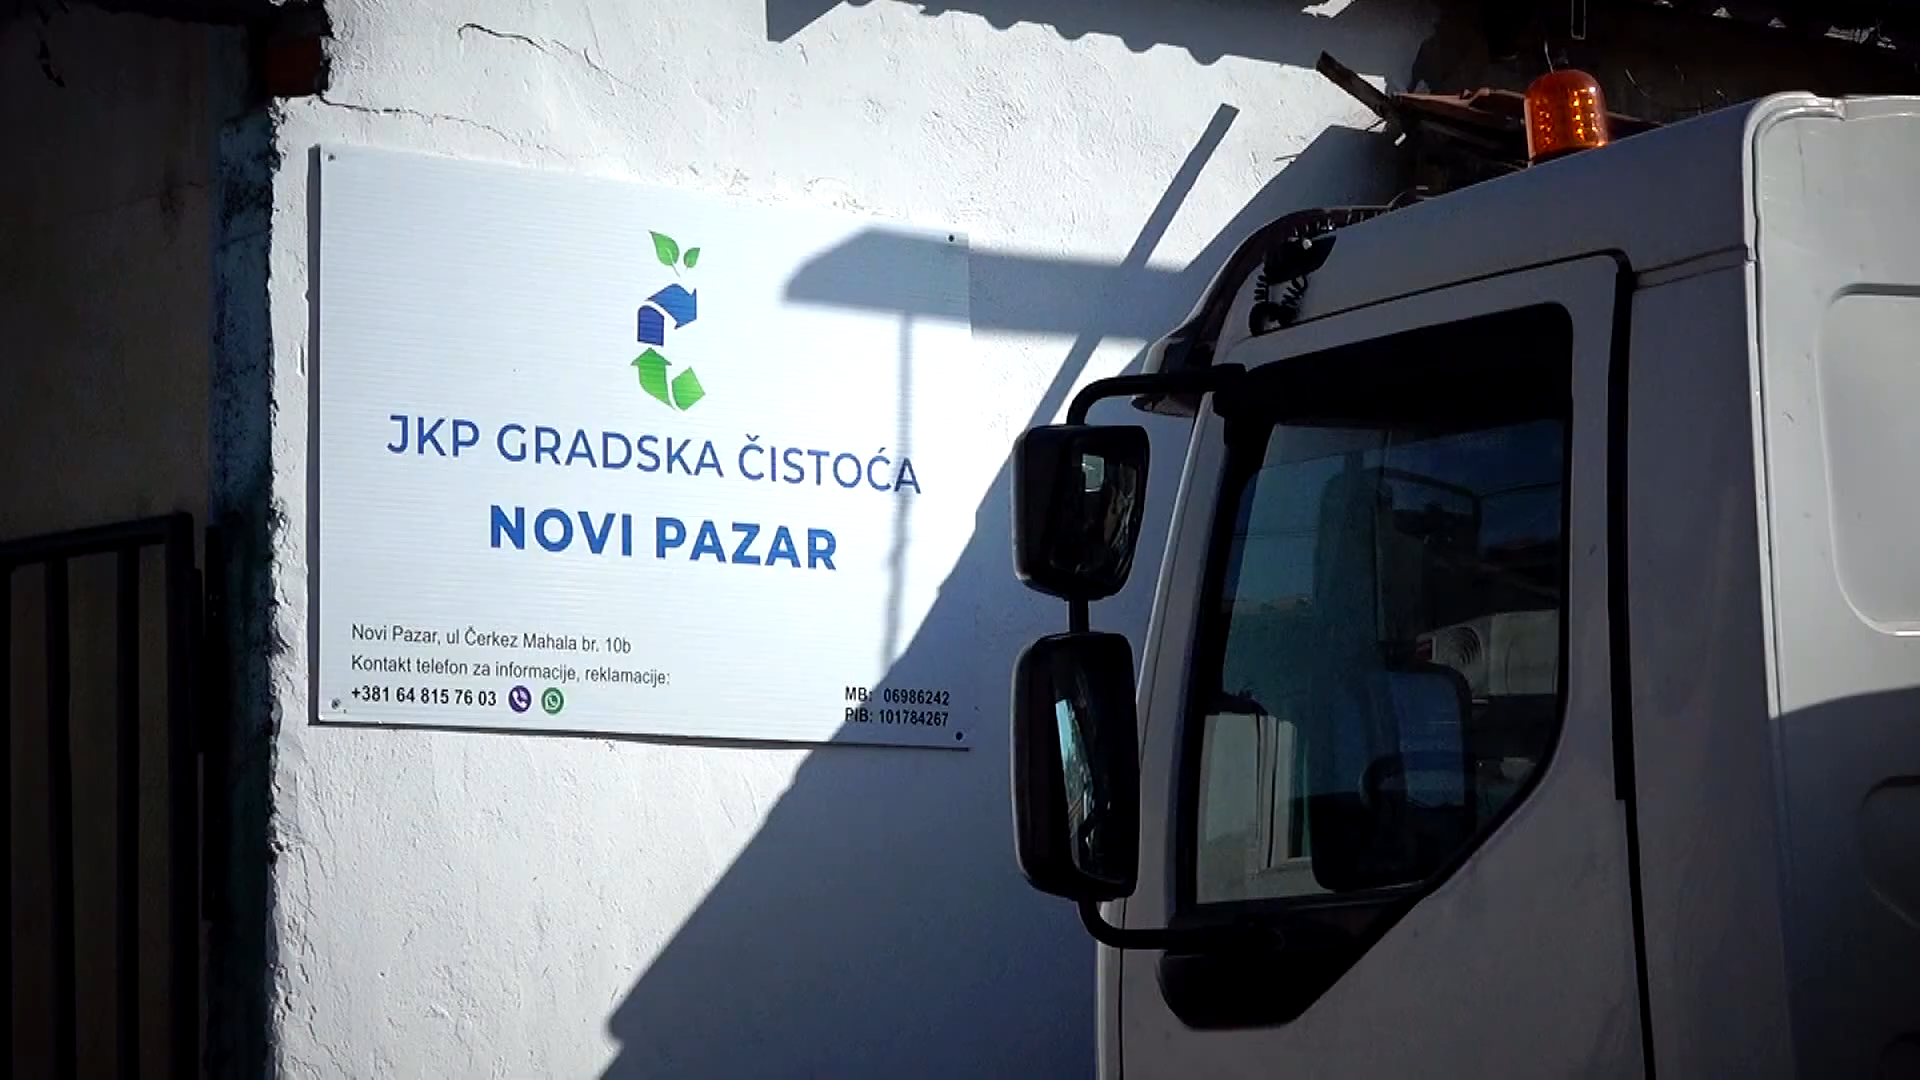 JKP GRADSKA ČISTOĆA
NOVI PAZAR
Novi Pazar, ul Čerkez Mahala br. 10b
Kontakt telefon za informacije, reklamacije:
+381 64 815 76 03
MB: 06986242
PIB: 101784267